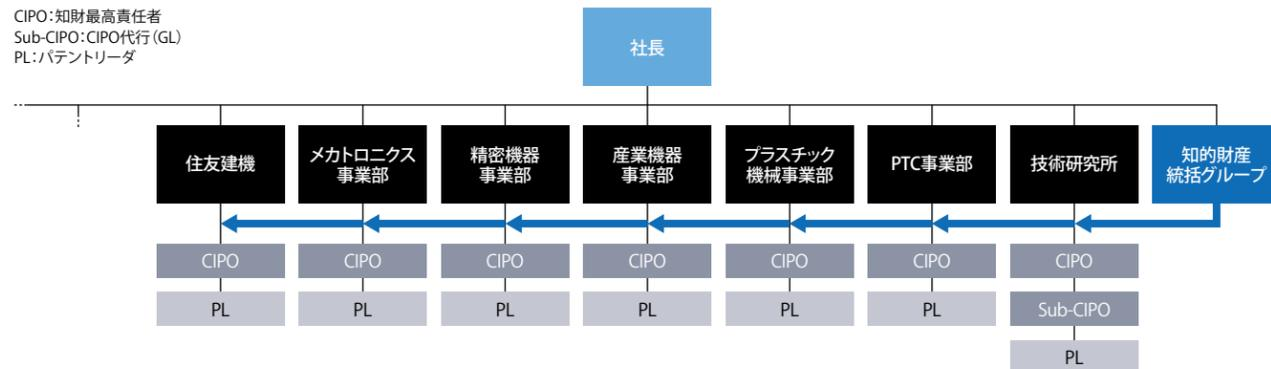 CIPO：知財最高責任者
Sub-CIPO：CIPO代行（GL）
PL：パテントリーダ
社長
住友建機
メカトロニクス
事業部
精密機器
事業部
産業機器
事業部
プラスチック
機械事業部
PTC事業部
技術研究所
知的財産
統括グループ
CIPO
CIPO
CIPO
CIPO
CIPO
CIPO
CIPO
PL
PL
PL
PL
PL
PL
Sub-CIPO
PL